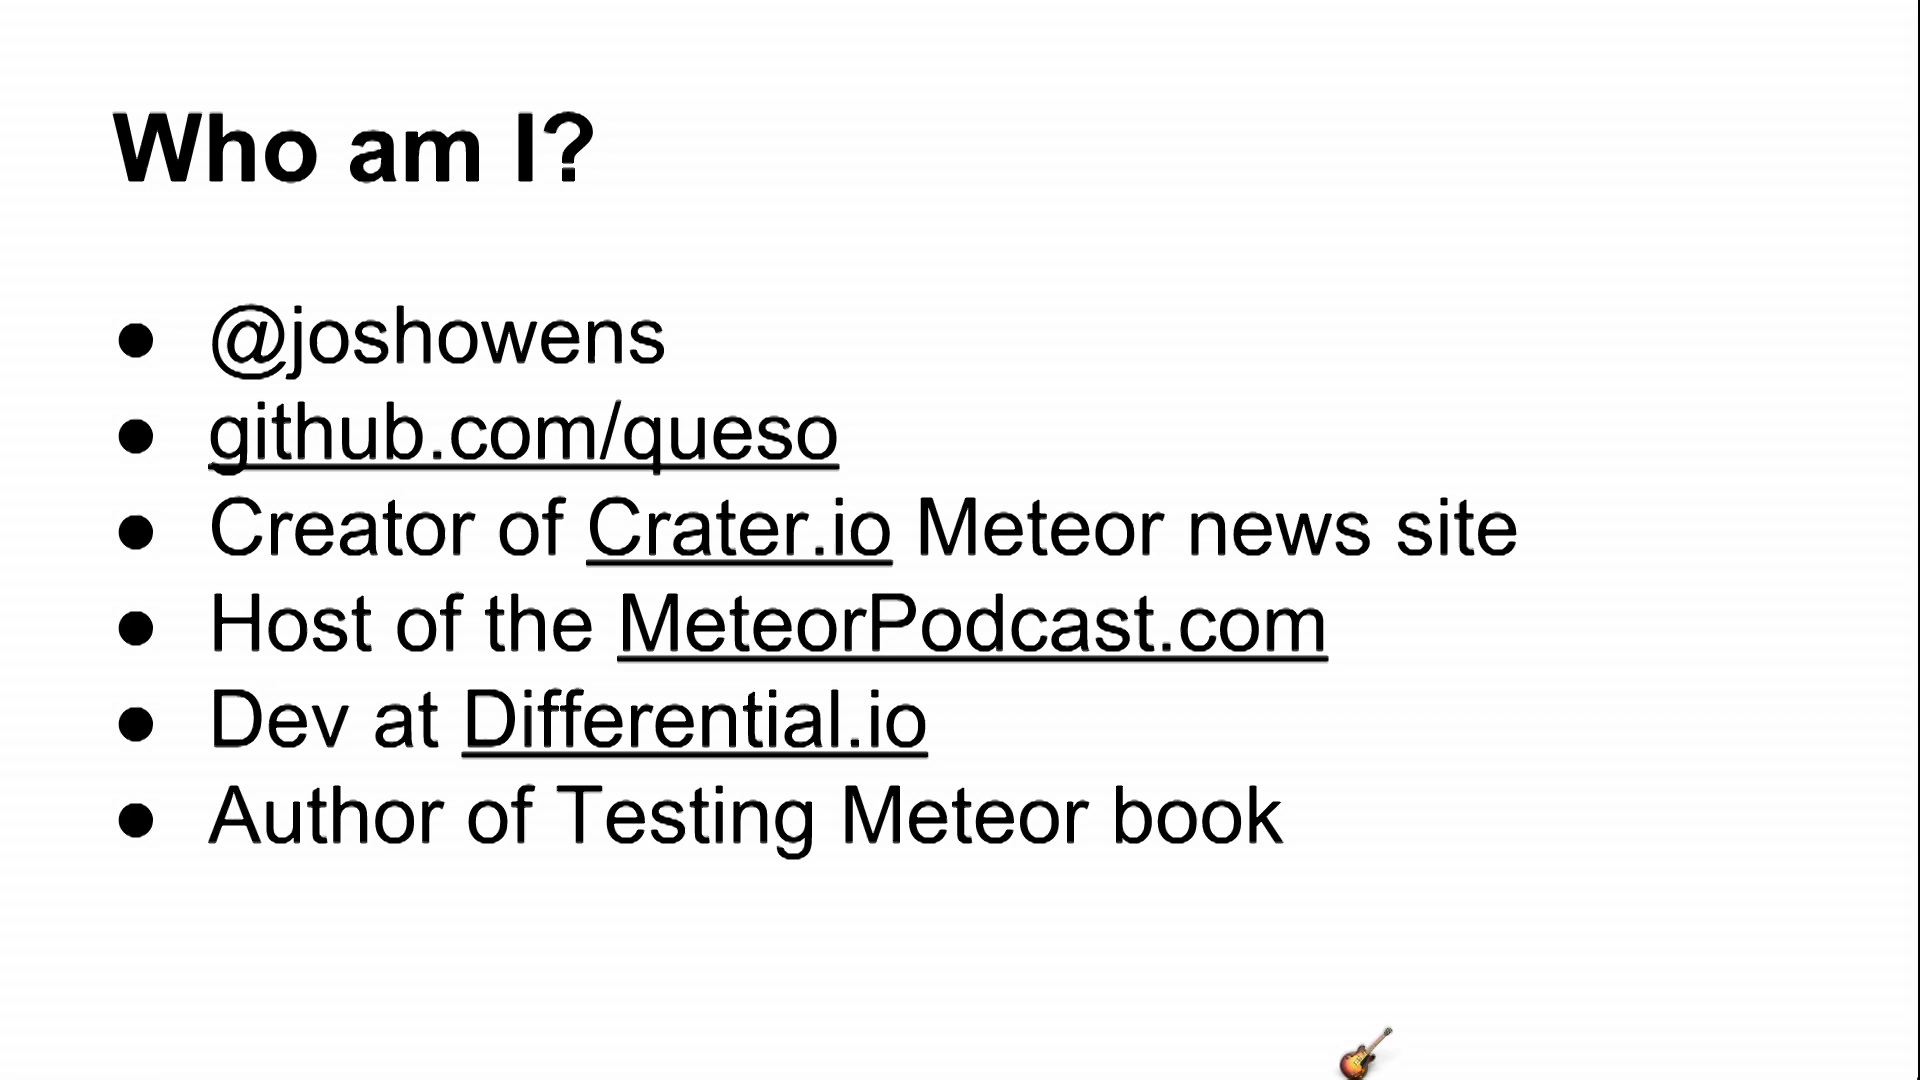 Who am I?
● @joshowens
● github.com/queso
● Creator of Crater.io Meteor news site
● Host of the MeteorPodcast.com
● Dev at Differential.io
● Author of Testing Meteor book